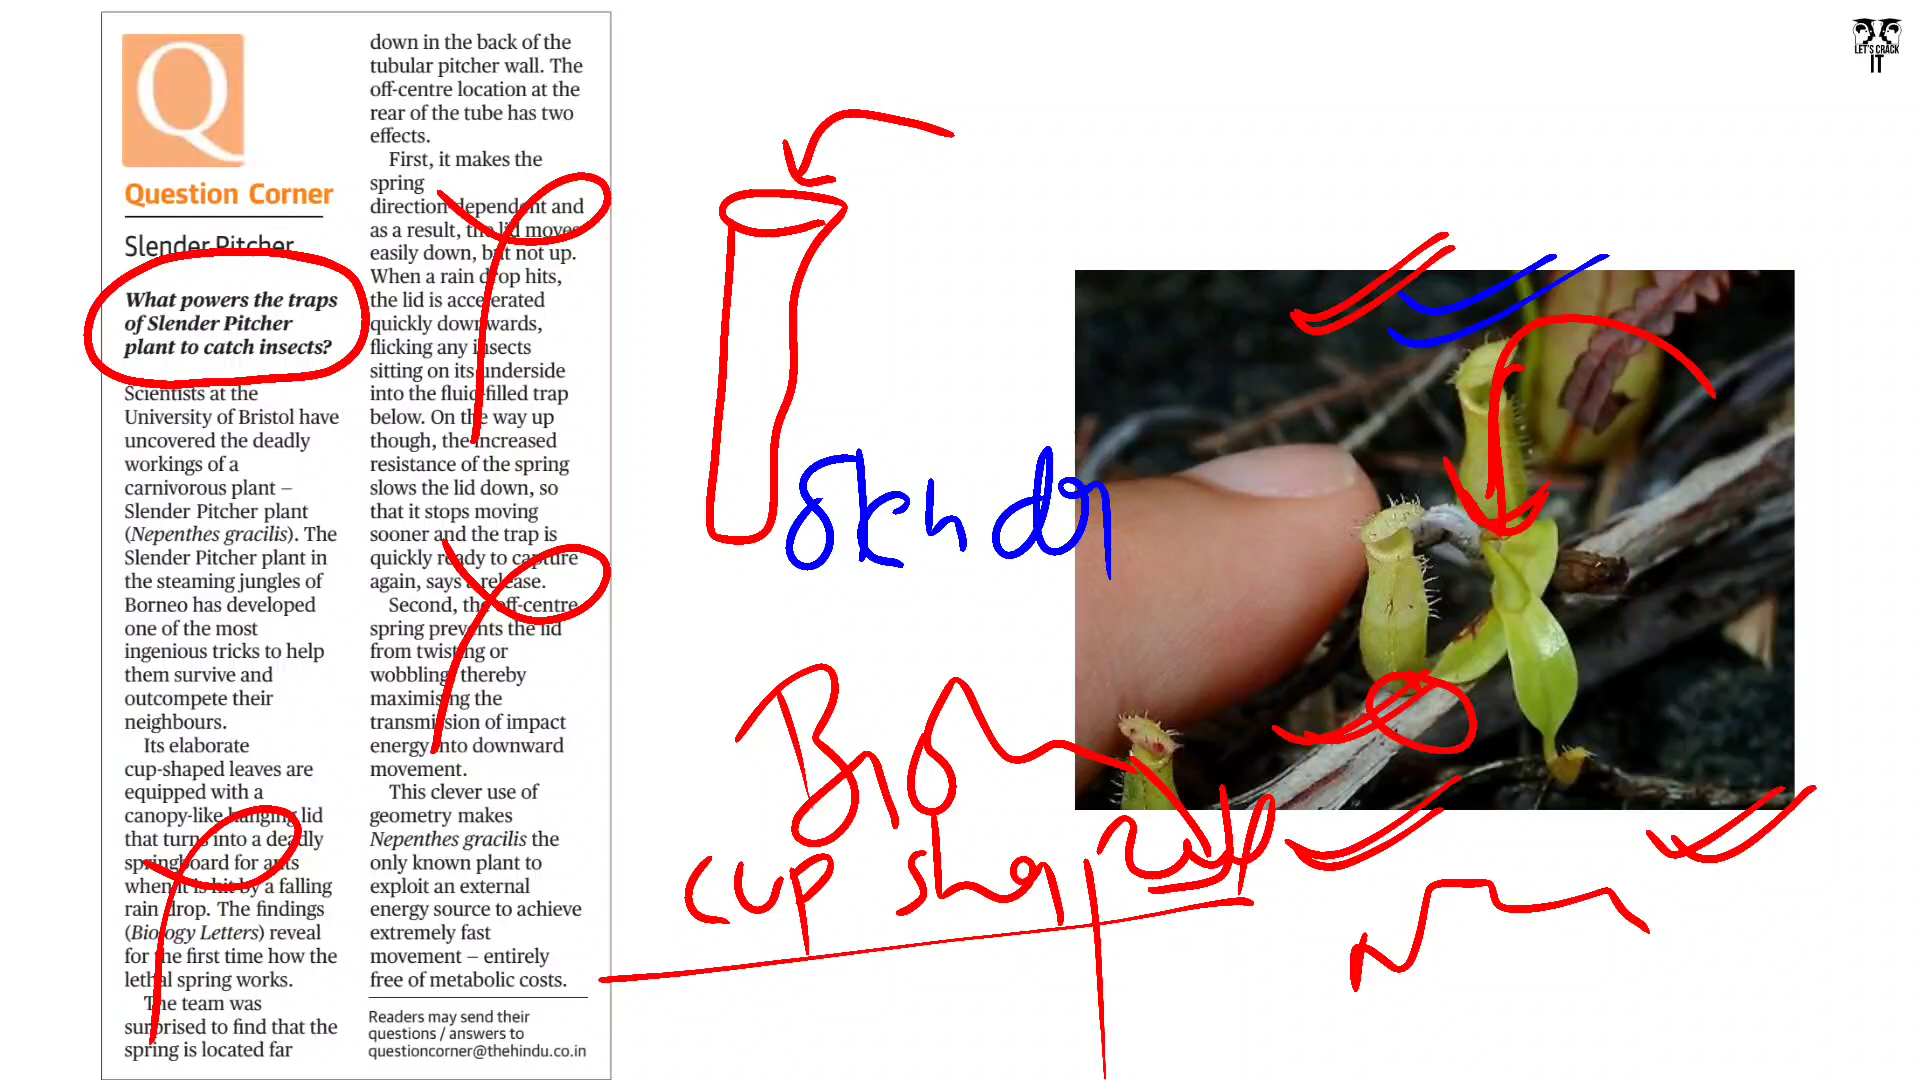 Q
Question Corner
Slender Pitcher
What powers the traps
of Slender Pitcher
plant to catch insects?
Scientists at the
University of Bristol have
uncovered the deadly
workings of a
carnivorous plant –
Slender Pitcher plant
(Nepenthes gracilis). The
Slender Pitcher plant in
the steaming jungles of
Borneo has developed
one of the most
ingenious tricks to help
them survive and
outcompete their
neighbours.
Its elaborate
cup-shaped leaves are
equipped with a
canopy-like hanging lid
that turns into a deadly
springboard for ants
when it is hit by a falling
rain drop. The findings
(Biology Letters) reveal
for the first time how the
lethal spring works.
The team was
surprised to find that the
spring is located far
down in the back of the
tubular pitcher wall. The
off-centre location at the
rear of the tube has two
effects.
First, it makes the
spring
direction dependent and
as a result, the lid moves
easily down, but not up.
When a rain drop hits,
the lid is accelerated
quickly downwards,
flicking any insects
sitting on its underside
into the fluid-filled trap
below. On the way up
though, the increased
resistance of the spring
slows the lid down, so
that it stops moving
sooner and the trap is
quickly ready to capture
again, says a release.
Second, the off-centre
spring prevents the lid
from twisting or
wobbling, thereby
maximising the
transmission of impact
energy into downward
movement.
This clever use of
geometry makes
Nepenthes gracilis the
only known plant to
exploit an external
energy source to achieve
extremely fast
movement – entirely
free of metabolic costs.
Readers may send their
questions / answers to
questioncorner@thehindu.co.in
cup
LET'S CRACK
IT